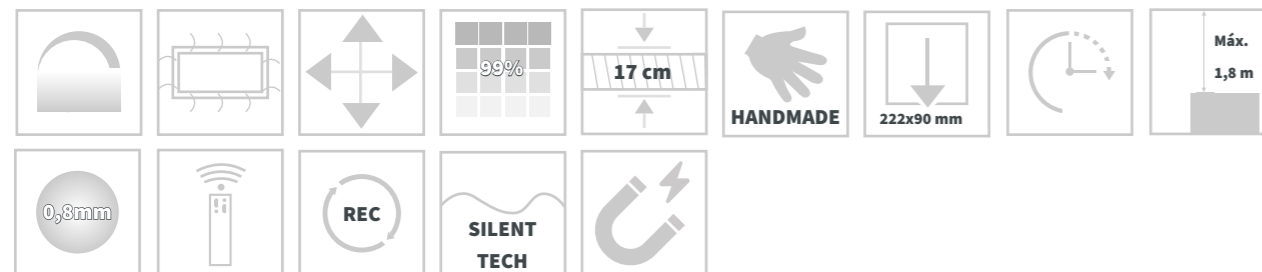 99%
17 cm
HANDMADE
222x90 mm
Máx.
1,8 m
0,8mm
REC
SILENT
TECH